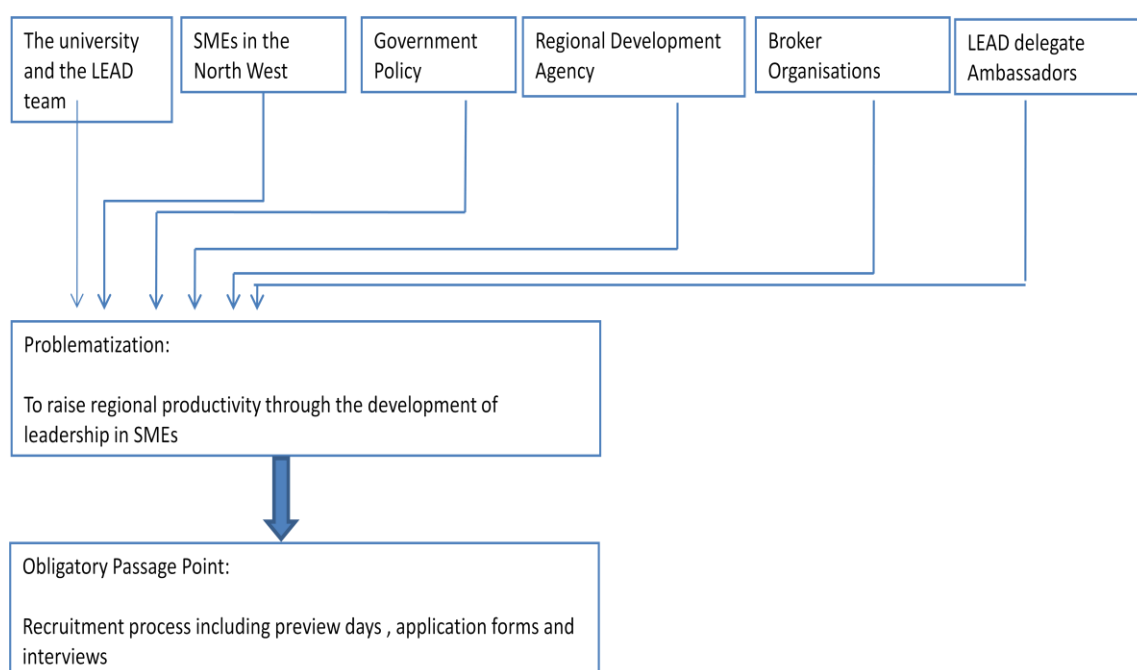 The university
and the LEAD
team
SMEs in the
North West
Government
Policy
Regional Development
Agency
Broker
Organisations
LEAD delegate
Ambassadors
Problematization:
To raise regional productivity through the development of
leadership in SMEs
Obligatory Passage Point:
Recruitment process including preview days , application forms and
interviews